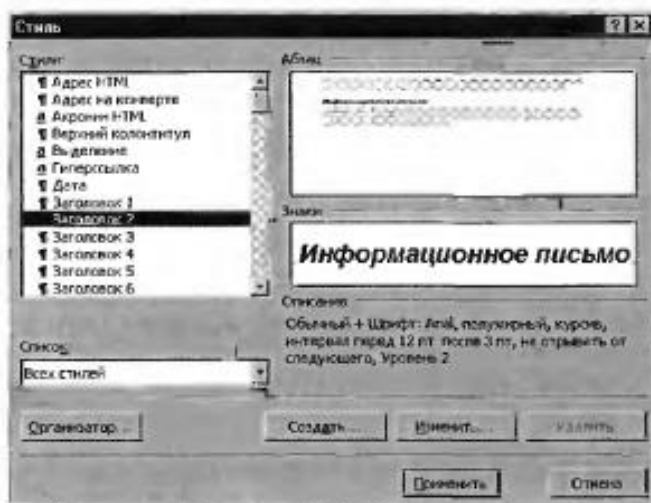 Стиль
Стили:
Адрес HTML
Адрес на конверте
Акроним HTML
Верхний колонтитул
Выделение
Гиперссылка
Дата
Заголовок 1
Заголовок 2
Заголовок 3
Заголовок 4
Заголовок 5
Заголовок 6
Список:
Всех стилей
Абзац
Знаки
Информационное письмо
Описание
Обычный + Шрифт: Arial, полужирный, курсив,
интервал перед 12 пт после 3 пт, не отрывать от
следующего, Уровень 2
Организатор...
Создать...
Изменить...
Удалить
Применить
Отмена